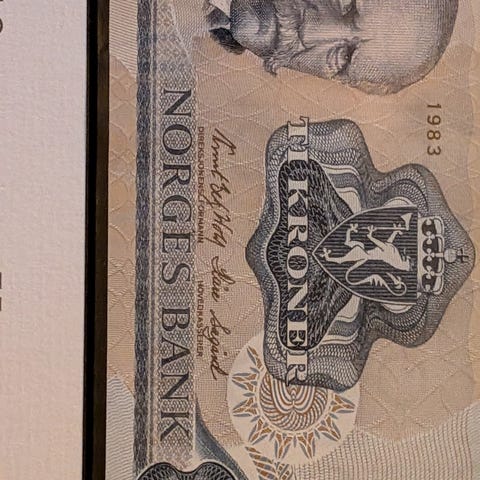 1983
TI KRONER
DIREKSJONENS FORMANN
HOVEDKASSERER
NORGES BANK